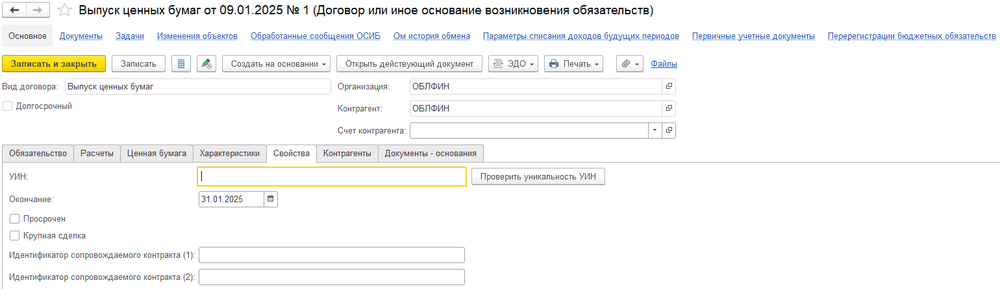 Выпуск ценных бумаг от 09.01.2025 № 1 (Договор или иное основание возникновения обязательств)
Основное Документы Задачи Изменения объектов Обработанные сообщения ОСИБ Ом история обмена Параметры списания доходов будущих периодов Первичные учетные документы Перерегистрации бюджетных обязательств
Записать и закрыть Записать Создать на основании Открыть действующий документ ЭДО Печать Файлы
Вид договора: Выпуск ценных бумаг Организация: ОБЛФИН
Долгосрочный Контрагент: ОБЛФИН
Счет контрагента:
Обязательство Расчеты Ценная бумага Характеристики Свойства Контрагенты Документы - основания
УИН: Проверить уникальность УИН
Окончание: 31.01.2025
Просрочен
Крупная сделка
Идентификатор сопровождаемого контракта (1):
Идентификатор сопровождаемого контракта (2):